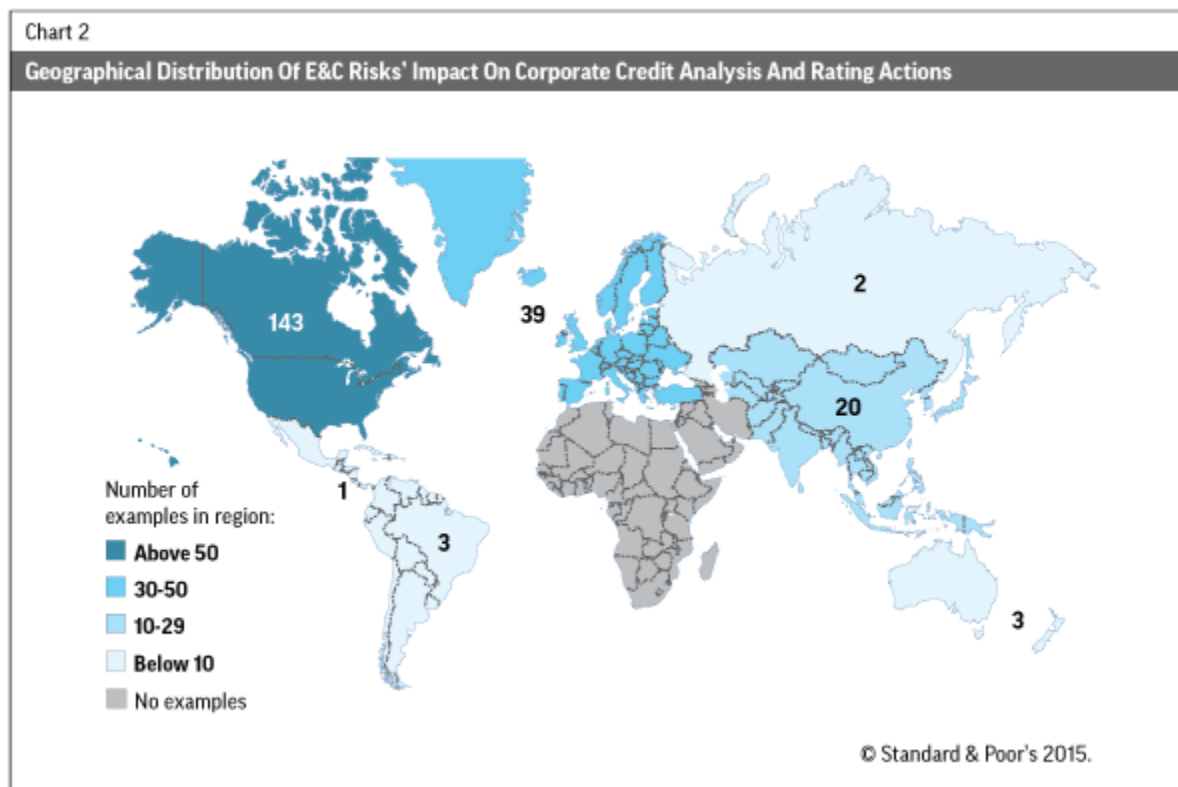 Chart 2
Geographical Distribution Of E&C Risks' Impact On Corporate Credit Analysis And Rating Actions
143
39
2
20
1
3
3
Number of
examples in region:
Above 50
30-50
10-29
Below 10
No examples
© Standard & Poor's 2015.